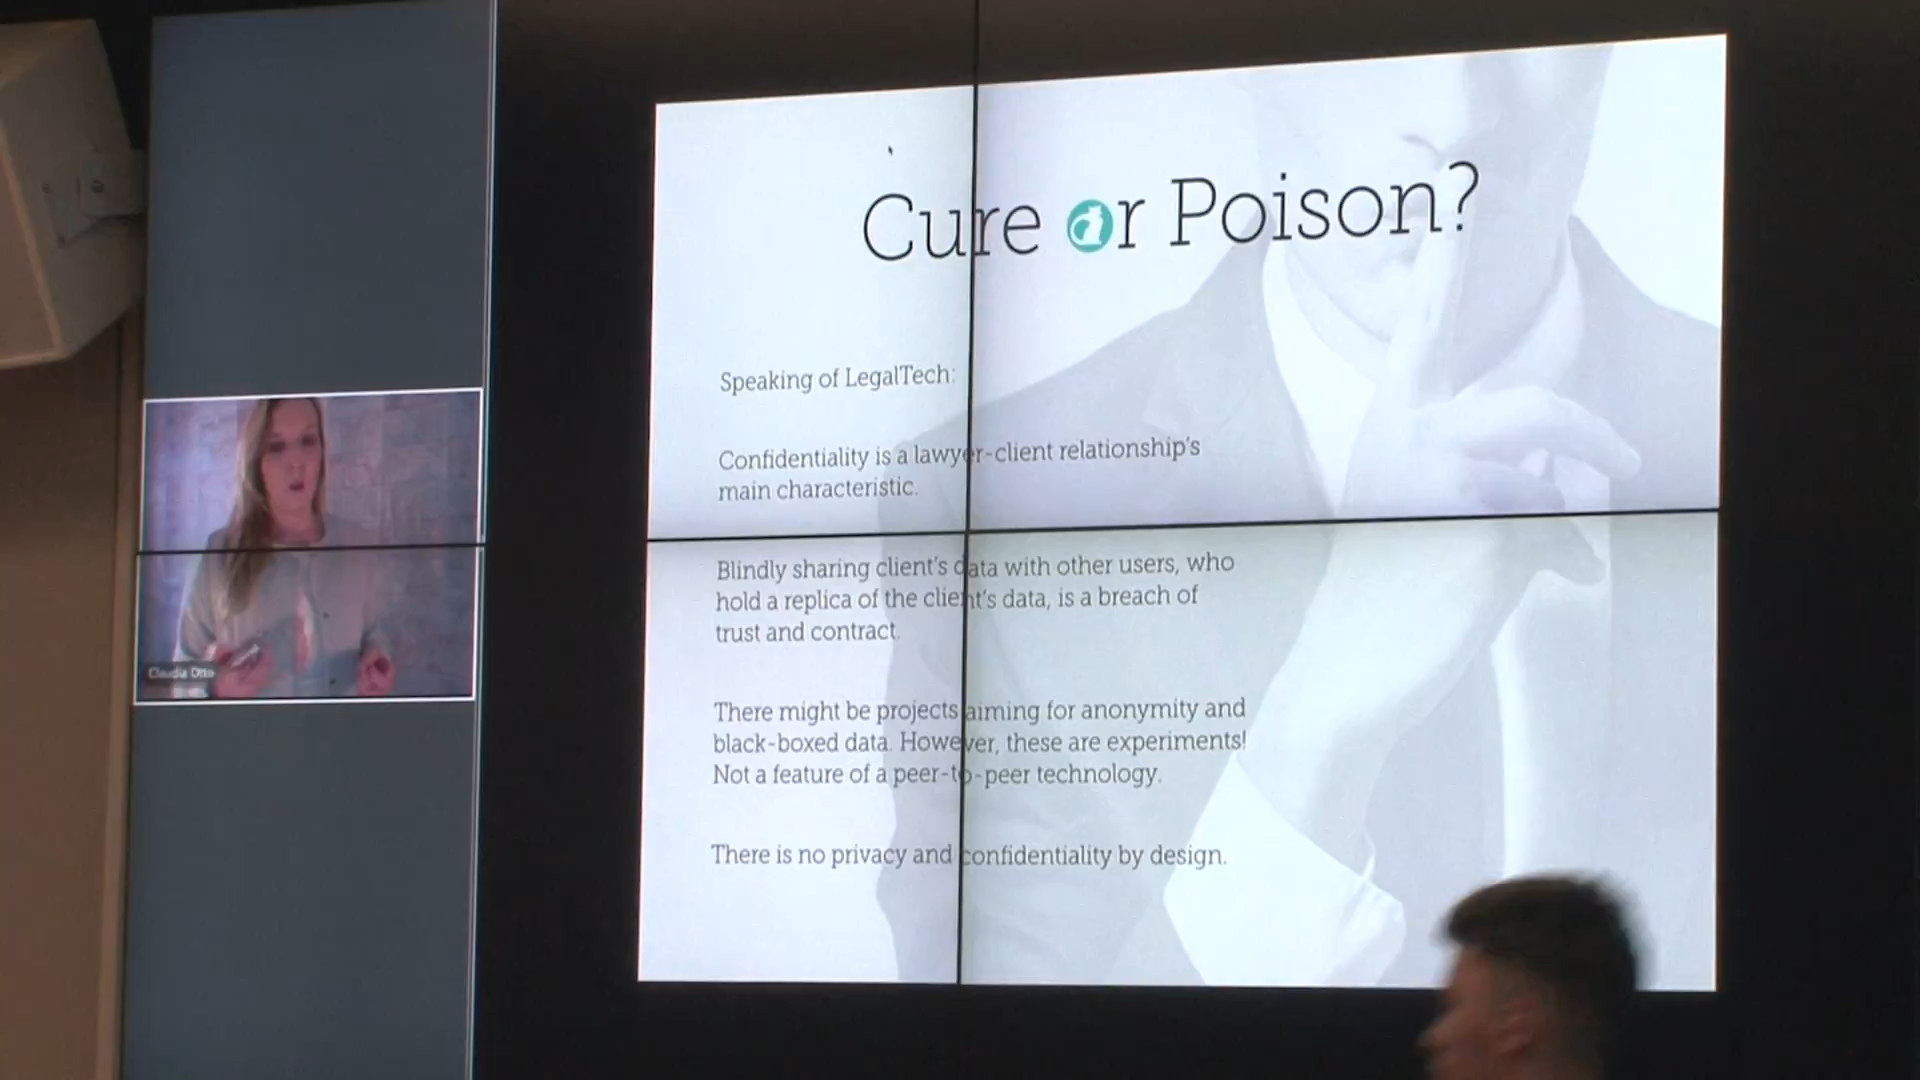 Cure or Poison?
Speaking of LegalTech:
Confidentiality is a lawyer-client relationship's
main characteristic.
Blindly sharing client's data with other users, who
hold a replica of the client's data, is a breach of
trust and contract.
There might be projects aiming for anonymity and
black-boxed data. However, these are experiments!
Not a feature of a peer-to-peer technology.
There is no privacy and confidentiality by design.
Claudia Otto